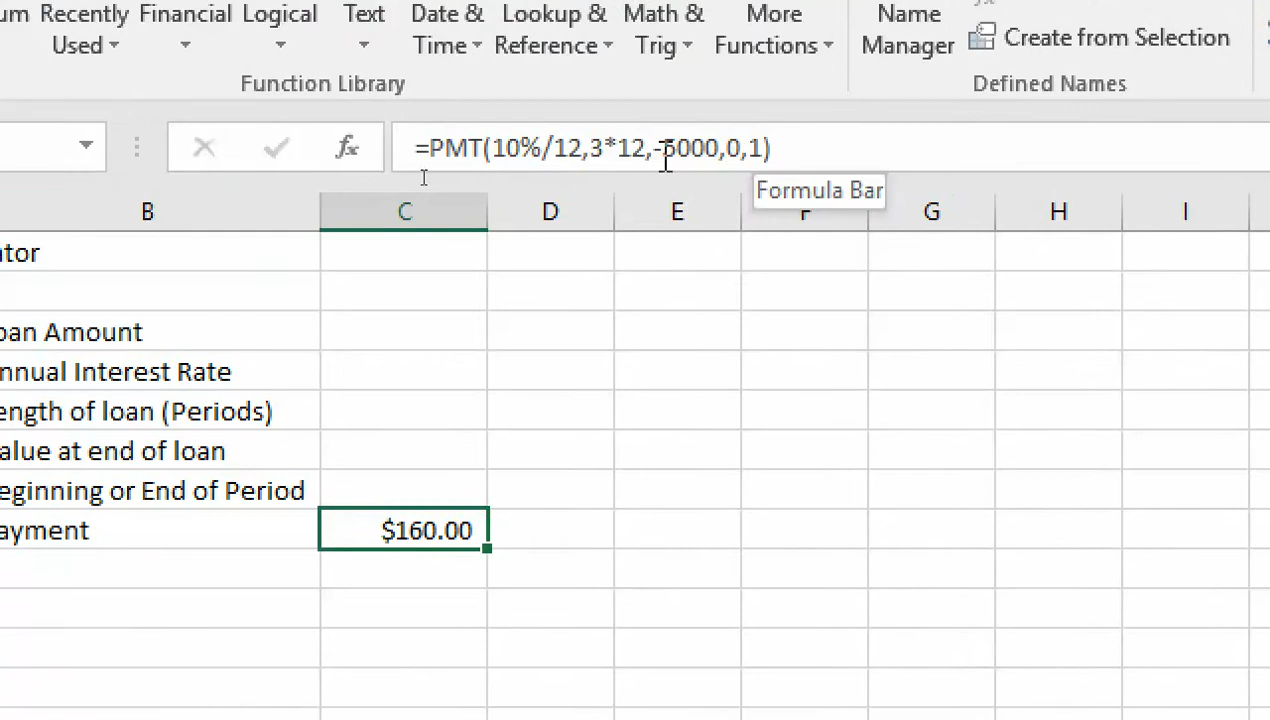 um Recently Financial Logical Text Date & Lookup & Math & More Name
Used Time Reference Trig Functions Manager Create from Selection
Function Library Defined Names
fx =PMT(10%/12,3*12,-5000,0,1)
Formula Bar
B C D E F G H I
ator
oan Amount
nnual Interest Rate
ength of loan (Periods)
alue at end of loan
eginning or End of Period
ayment $160.00